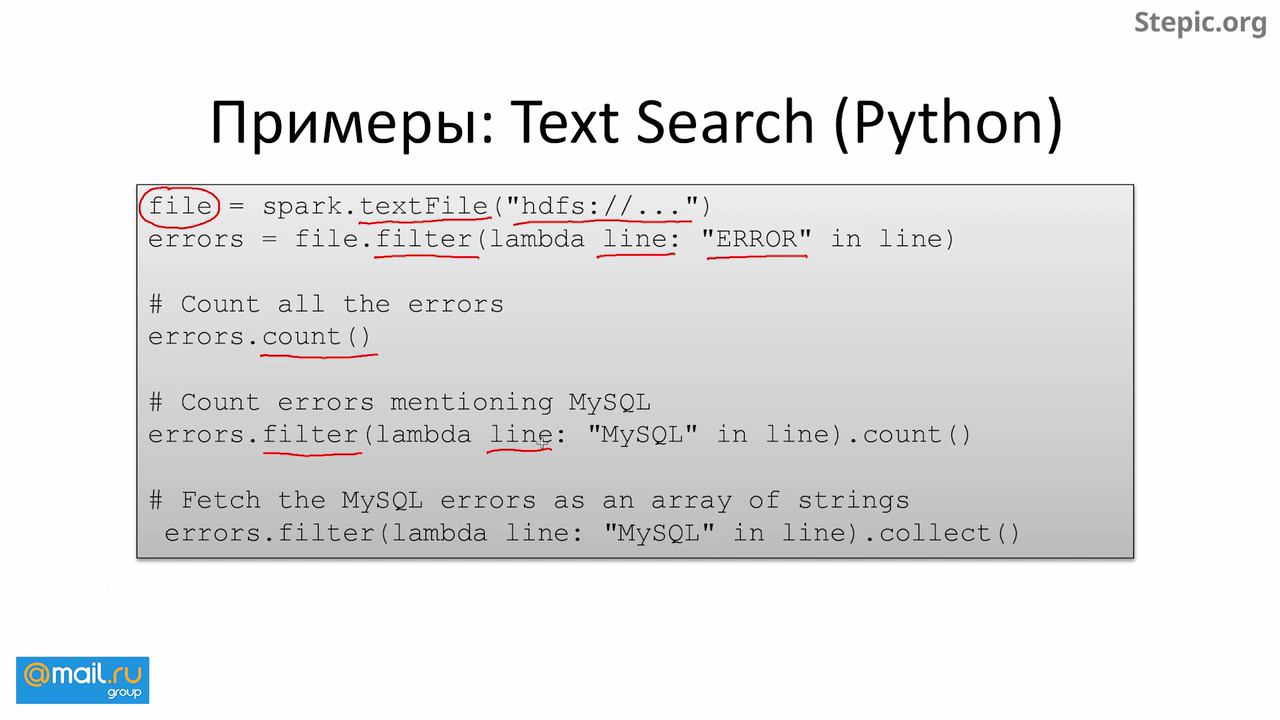 Stepic.org
Примеры: Text Search (Python)
file = spark.textFile("hdfs://...")
errors = file.filter(lambda line: "ERROR" in line)
# Count all the errors
errors.count()
# Count errors mentioning MySQL
errors.filter(lambda line: "MySQL" in line).count()
# Fetch the MySQL errors as an array of strings
errors.filter(lambda line: "MySQL" in line).collect()
@mail.ru
group